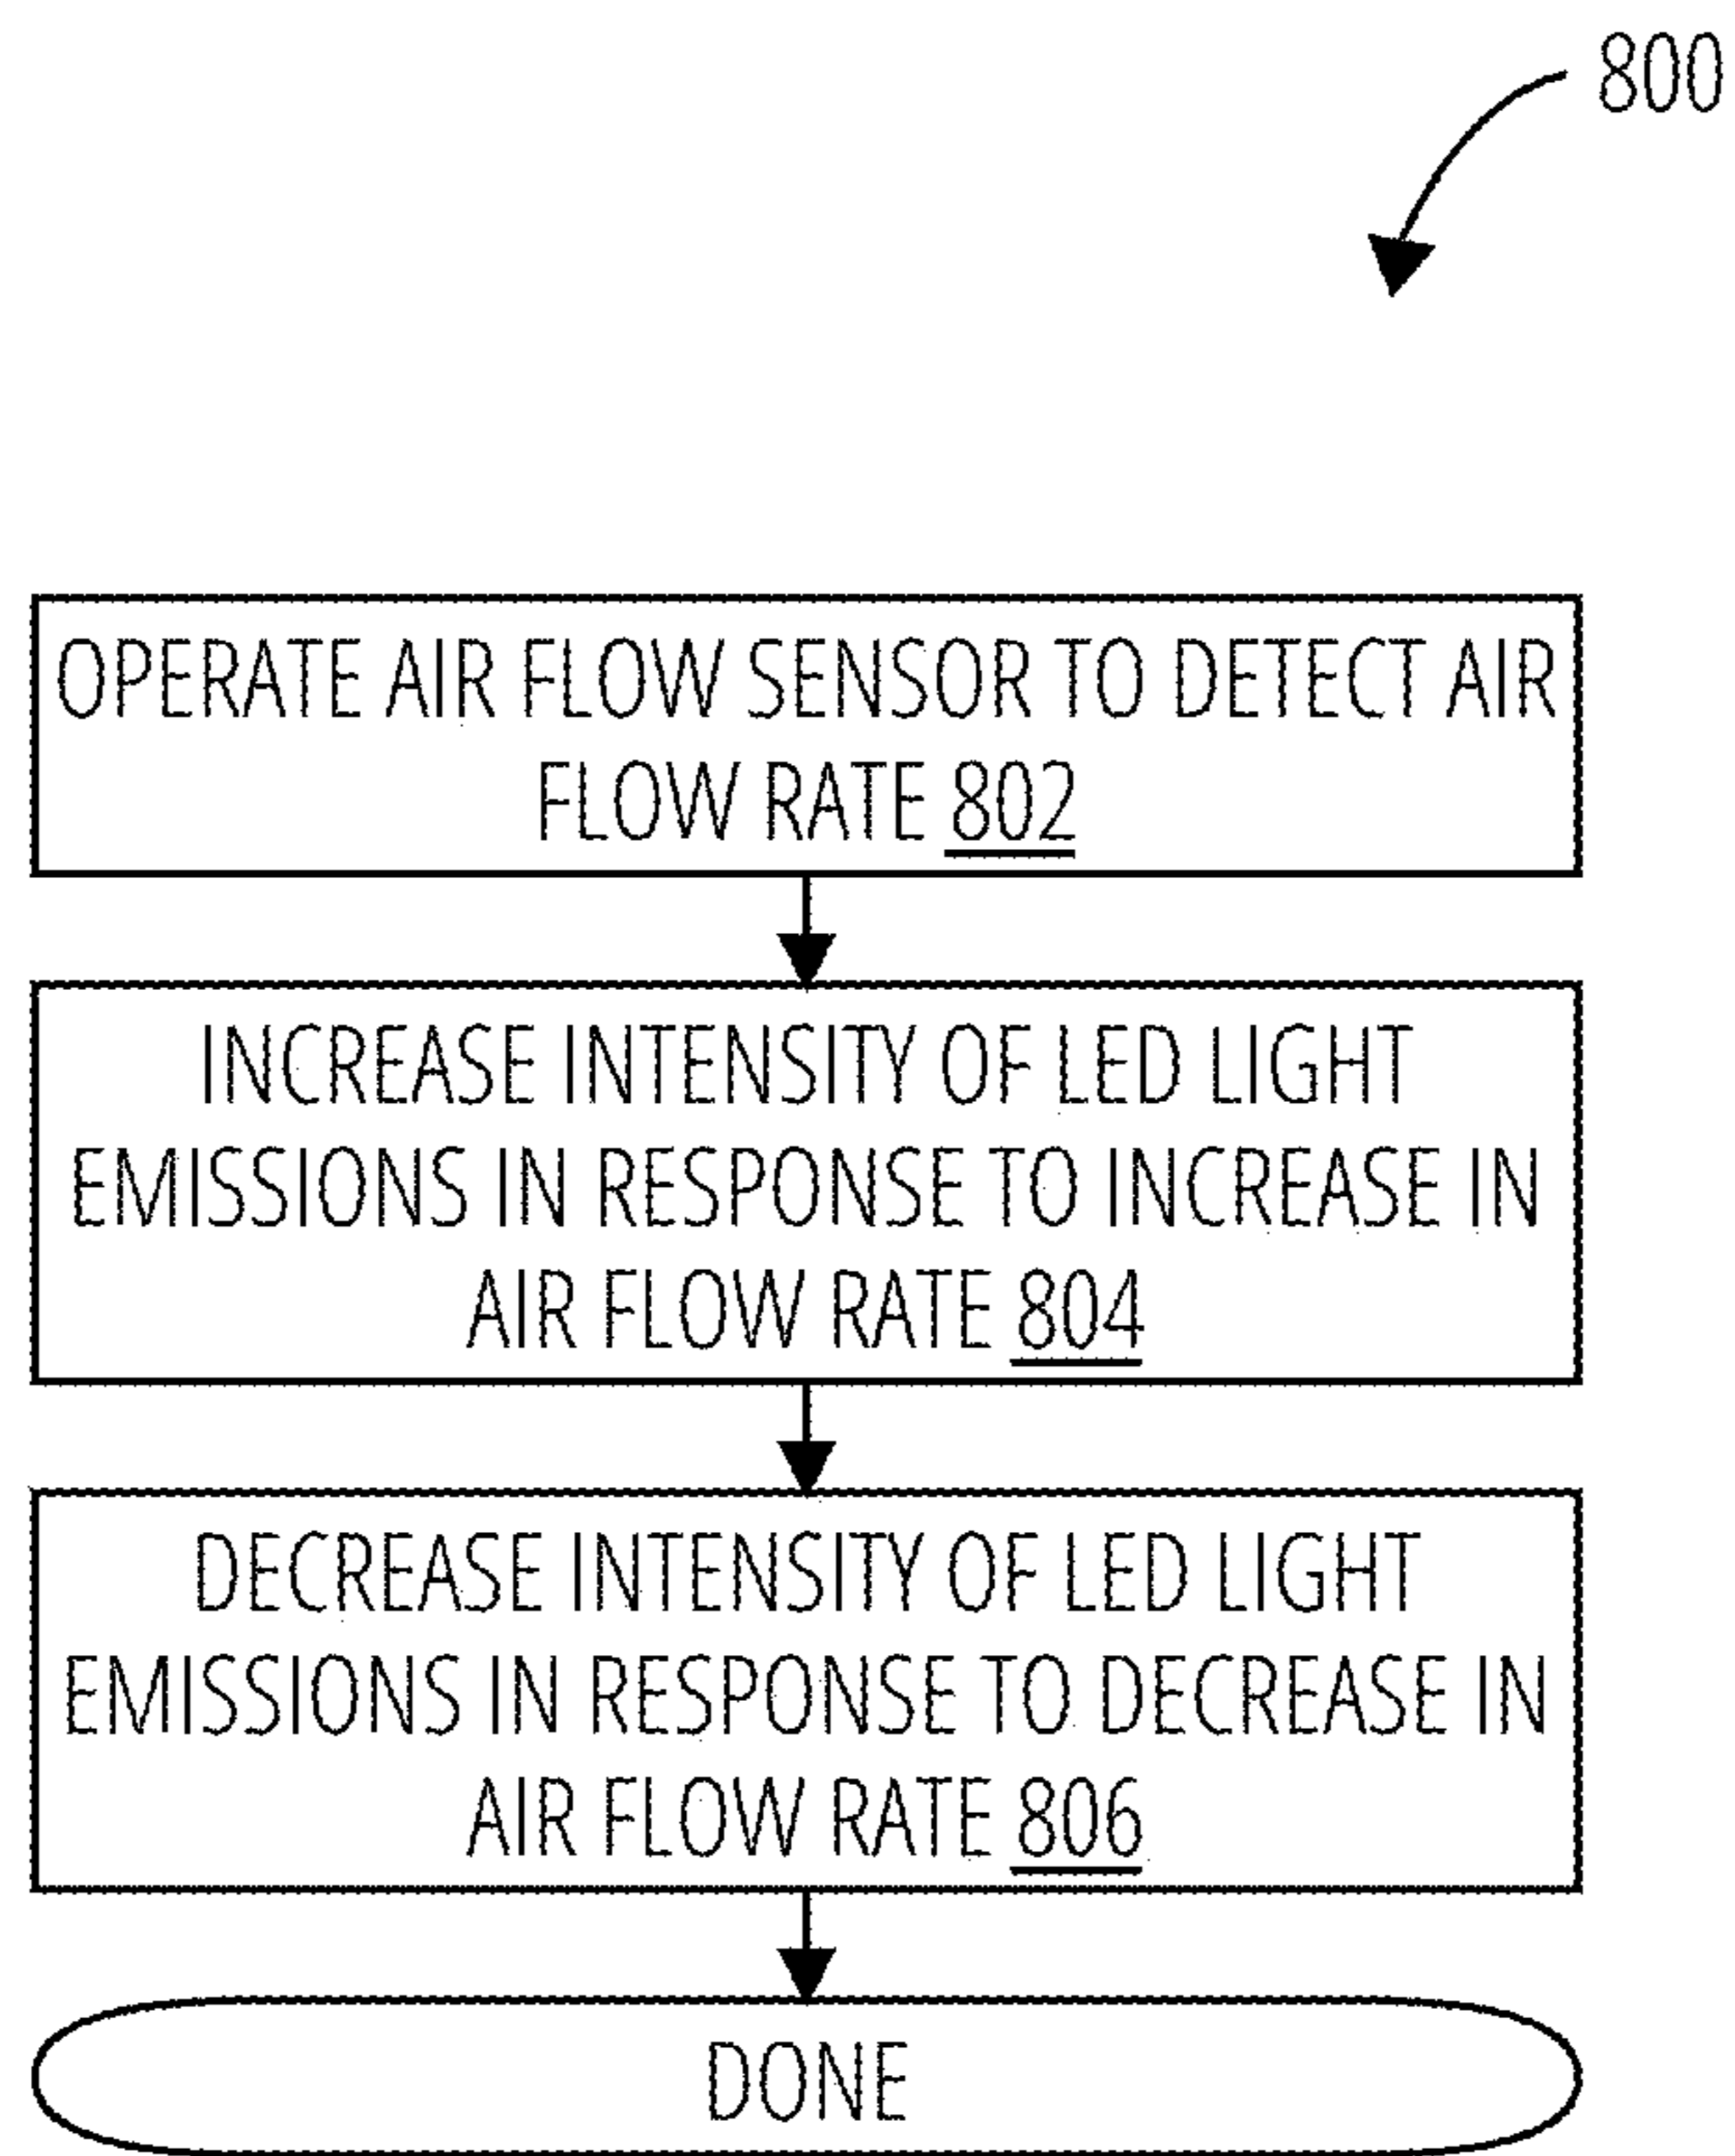 800
OPERATE AIR FLOW SENSOR TO DETECT AIR
FLOW RATE 802
INCREASE INTENSITY OF LED LIGHT
EMISSIONS IN RESPONSE TO INCREASE IN
AIR FLOW RATE 804
DECREASE INTENSITY OF LED LIGHT
EMISSIONS IN RESPONSE TO DECREASE IN
AIR FLOW RATE 806
DONE